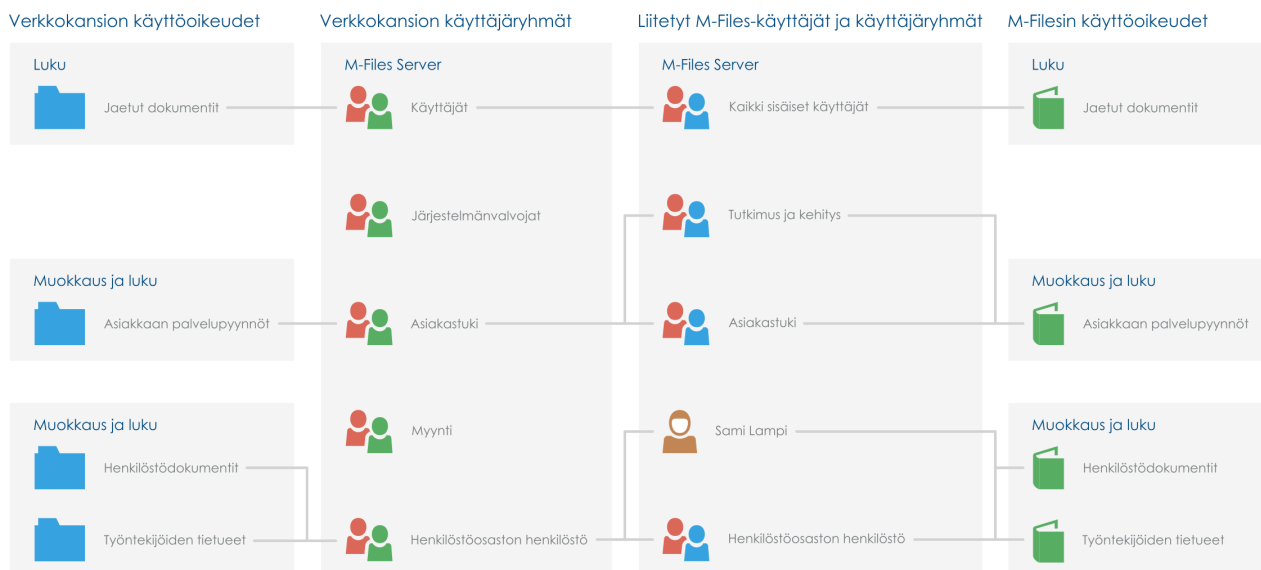 Verkkokansion käyttöoikeudet
Verkkokansion käyttäjäryhmät
Liitetyt M-Files-käyttäjät ja käyttäjäryhmät
M-Filesin käyttöoikeudet
Luku
M-Files Server
M-Files Server
Luku
Jaetut dokumentit
Käyttäjät
Kaikki sisäiset käyttäjät
Jaetut dokumentit
Järjestelmänvalvojat
Tutkimus ja kehitys
Muokkaus ja luku
Muokkaus ja luku
Asiakkaan palvelupyynnöt
Asiakastuki
Asiakastuki
Asiakkaan palvelupyynnöt
Muokkaus ja luku
Myynti
Sami Lampi
Muokkaus ja luku
Henkilöstödokumentit
Henkilöstödokumentit
Työntekijöiden tietueet
Henkilöstöosaston henkilöstö
Henkilöstöosaston henkilöstö
Työntekijöiden tietueet